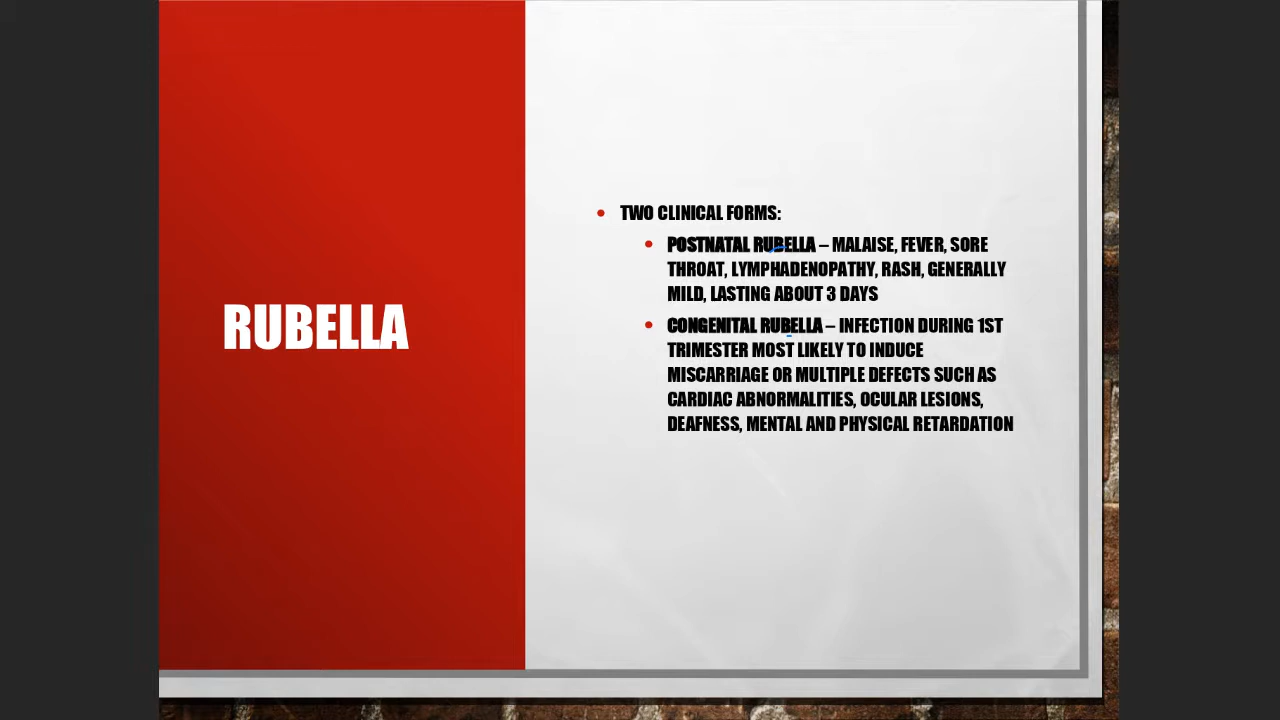 RUBELLA
TWO CLINICAL FORMS:
POSTNATAL RUBELLA – MALAISE, FEVER, SORE
THROAT, LYMPHADENOPATHY, RASH, GENERALLY
MILD, LASTING ABOUT 3 DAYS
CONGENITAL RUBELLA – INFECTION DURING 1ST
TRIMESTER MOST LIKELY TO INDUCE
MISCARRIAGE OR MULTIPLE DEFECTS SUCH AS
CARDIAC ABNORMALITIES, OCULAR LESIONS,
DEAFNESS, MENTAL AND PHYSICAL RETARDATION